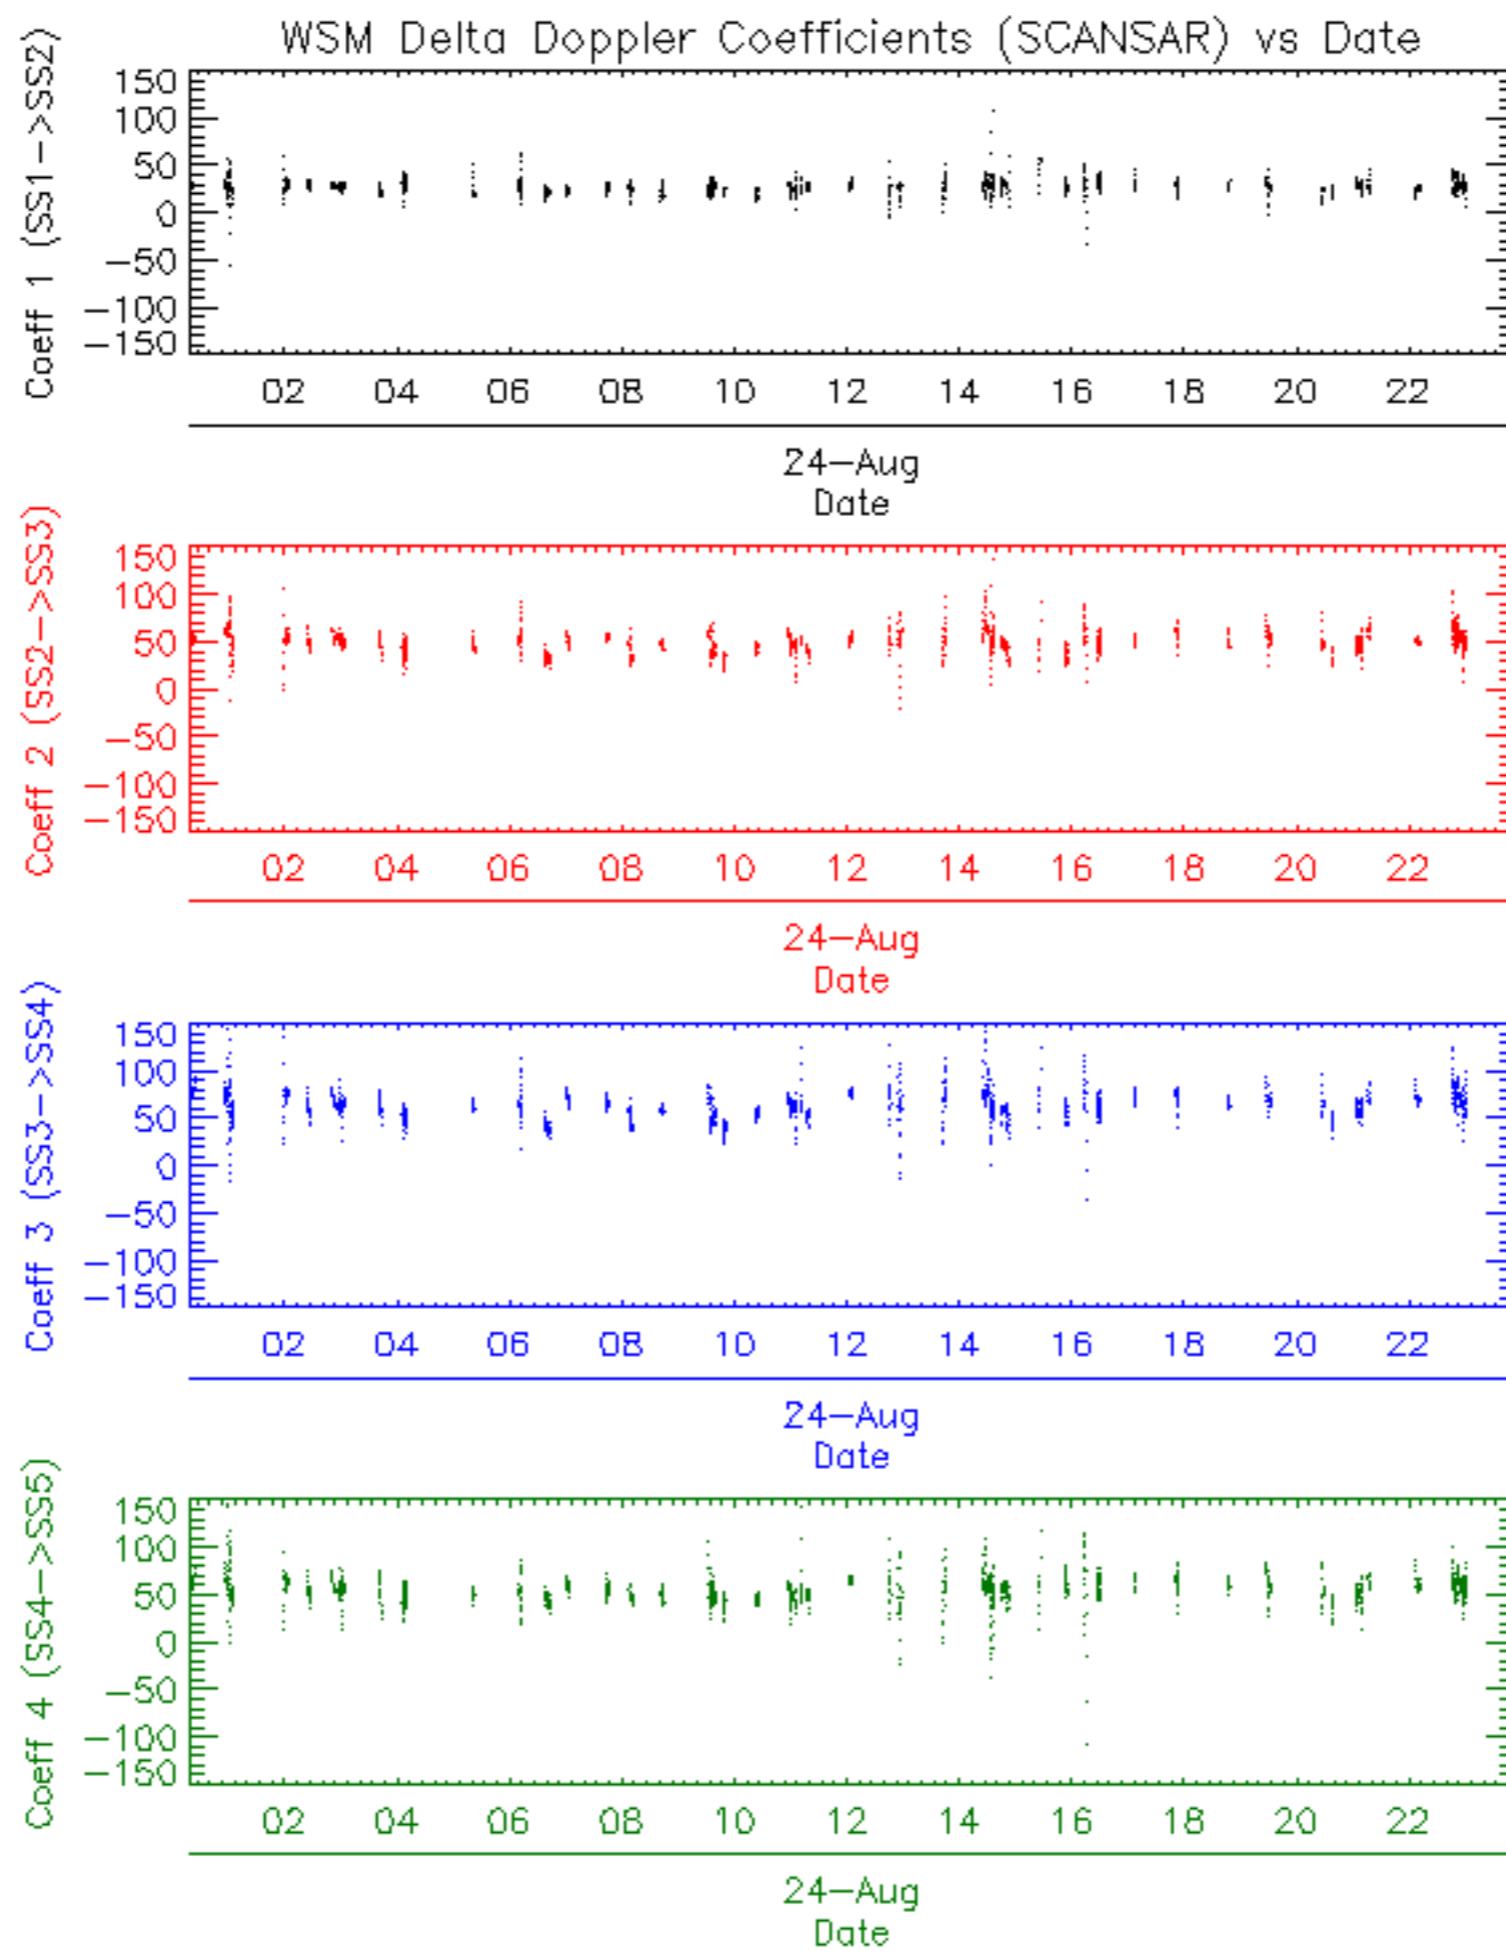 WSM Delta Doppler Coefficients (SCANSAR) vs Date
Coeff 1 (SS1->SS2)
150
100
50
0
-50
-100
-150
02 04 06 08 10 12 14 16 18 20 22
24-Aug
Date
Coeff 2 (SS2->SS3)
150
100
50
0
-50
-100
-150
02 04 06 08 10 12 14 16 18 20 22
24-Aug
Date
Coeff 3 (SS3->SS4)
150
100
50
0
-50
-100
-150
02 04 06 08 10 12 14 16 18 20 22
24-Aug
Date
Coeff 4 (SS4->SS5)
150
100
50
0
-50
-100
-150
02 04 06 08 10 12 14 16 18 20 22
24-Aug
Date